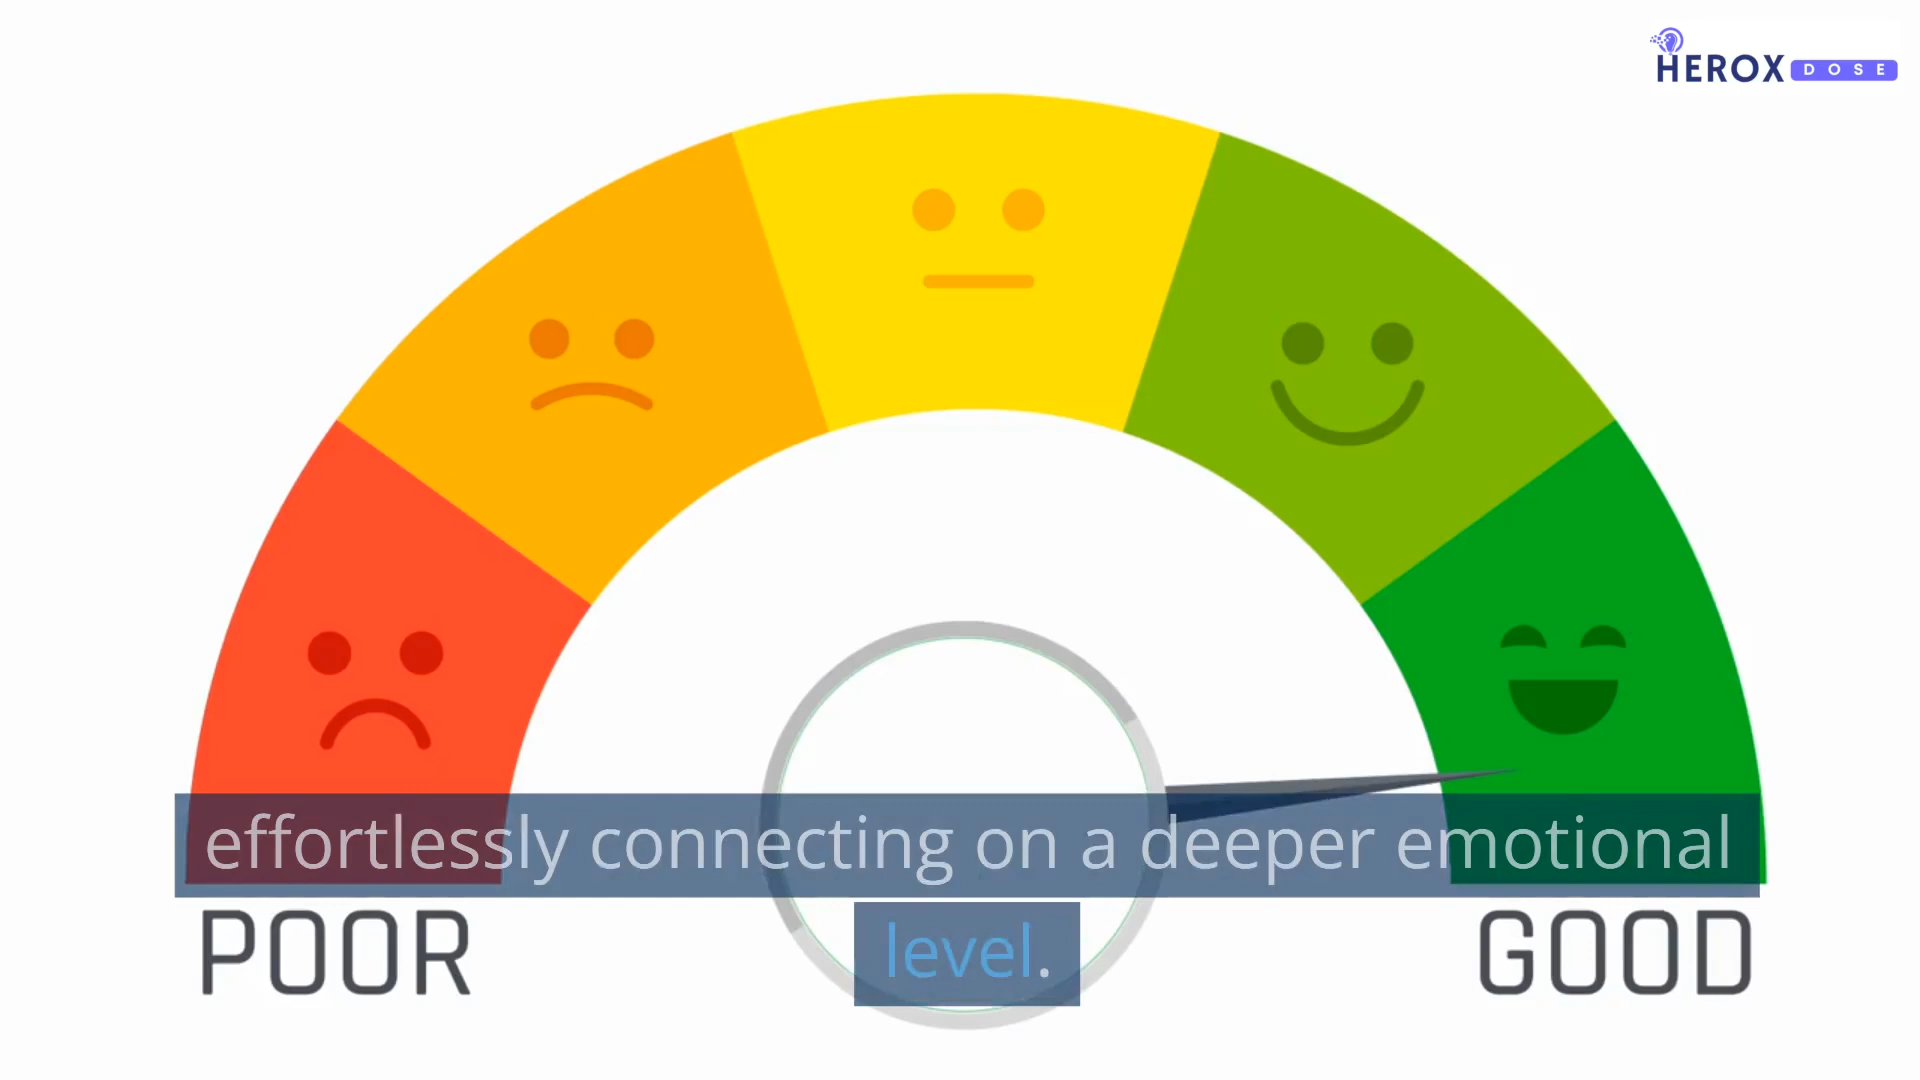 HEROX DOSE
effortlessly connecting on a deeper emotional
level.
POOR
GOOD